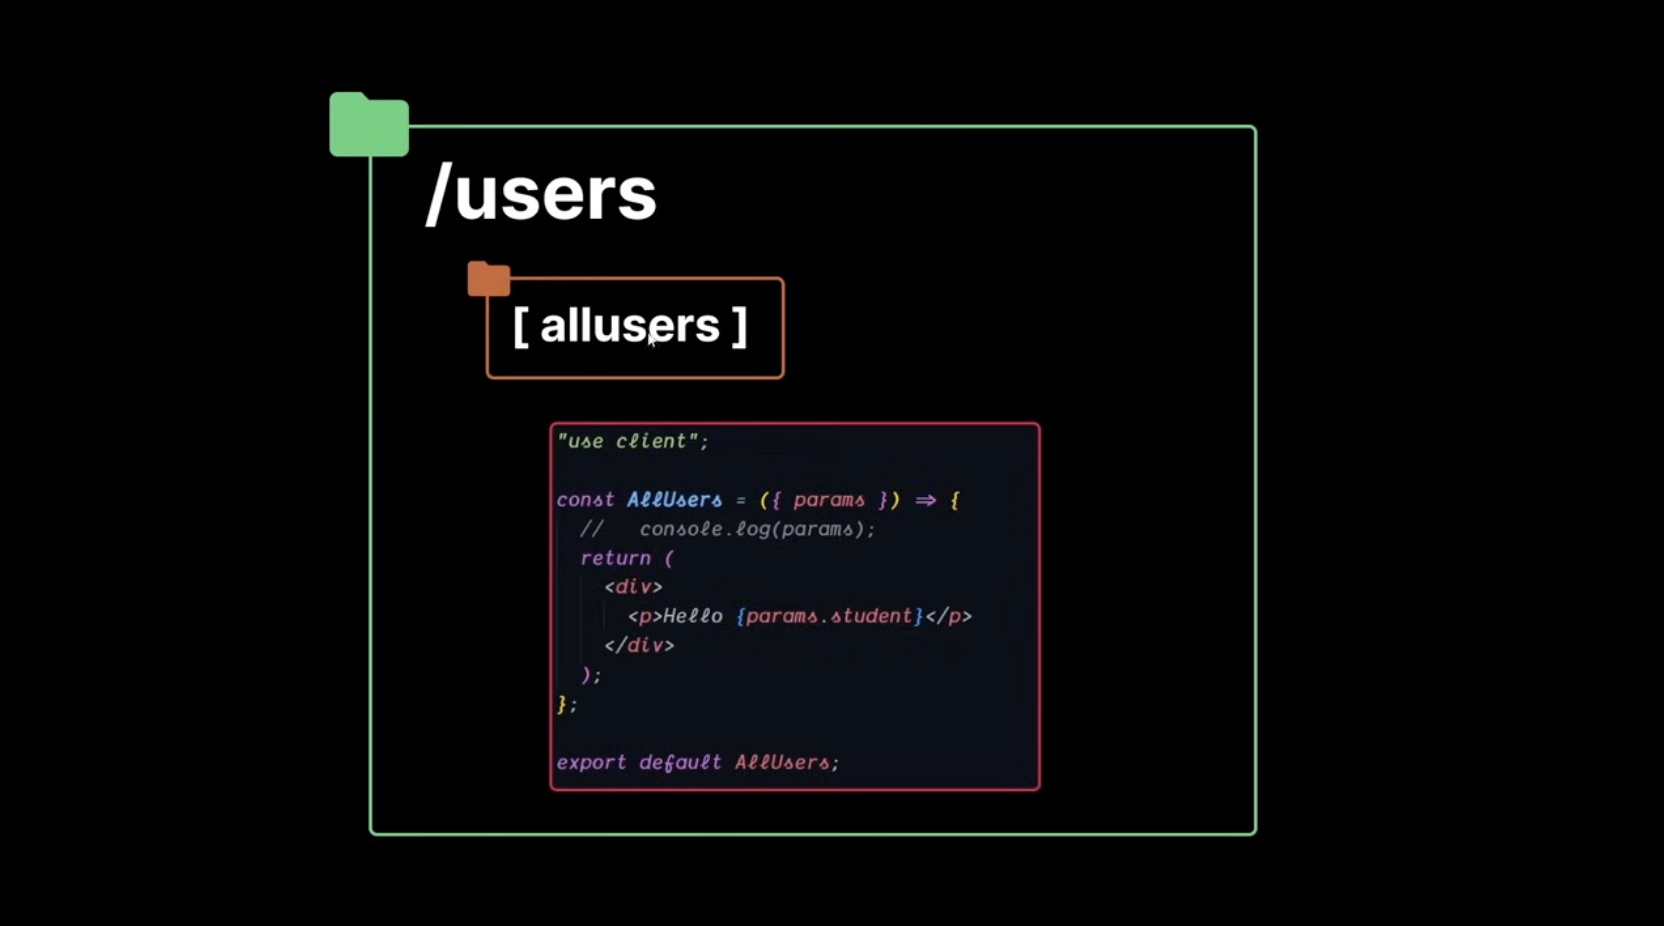 /users
[ allusers ]
"use client";
const AllUsers = ({ params }) => {
//   console.log(params);
return (
<div>
<p>Hello {params.student}</p>
</div>
);
};
export default AllUsers;